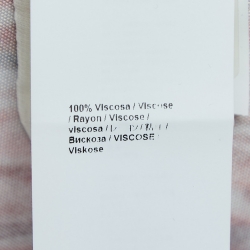 100% Viscosa / Viscose
/ Rayon / Viscose /
viscosa /
Вискоза / VISCOSE /
Viskose